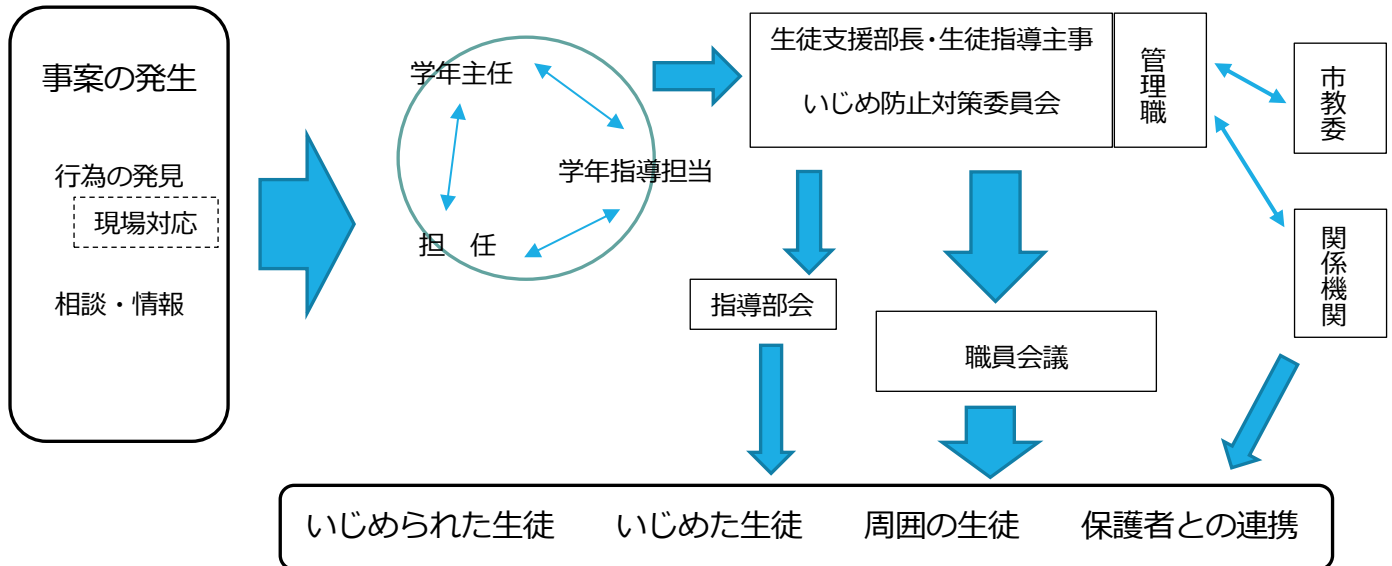 事案の発生
行為の発見
現場対応
相談・情報
学年主任
学年指導担当
担　任
生徒支援部長・生徒指導主事
いじめ防止対策委員会
管理職
市教委
関係機関
指導部会
職員会議
いじめられた生徒　いじめた生徒　周囲の生徒　保護者との連携